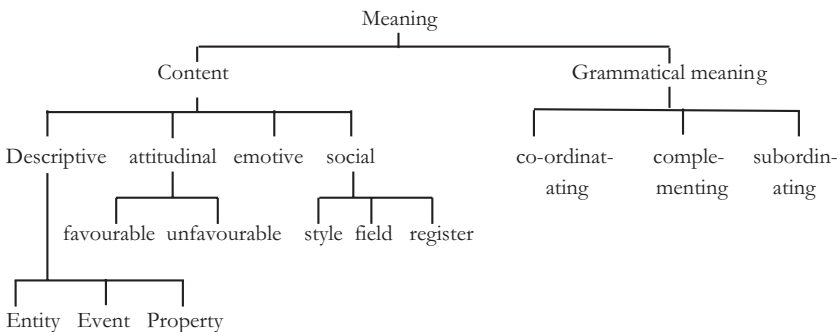 Meaning
Content Grammatical meaning
Descriptive attitudinal emotive social co-ordinat- comple- subordin-
ating menting ating
favourable unfavourable style field register
Entity Event Property